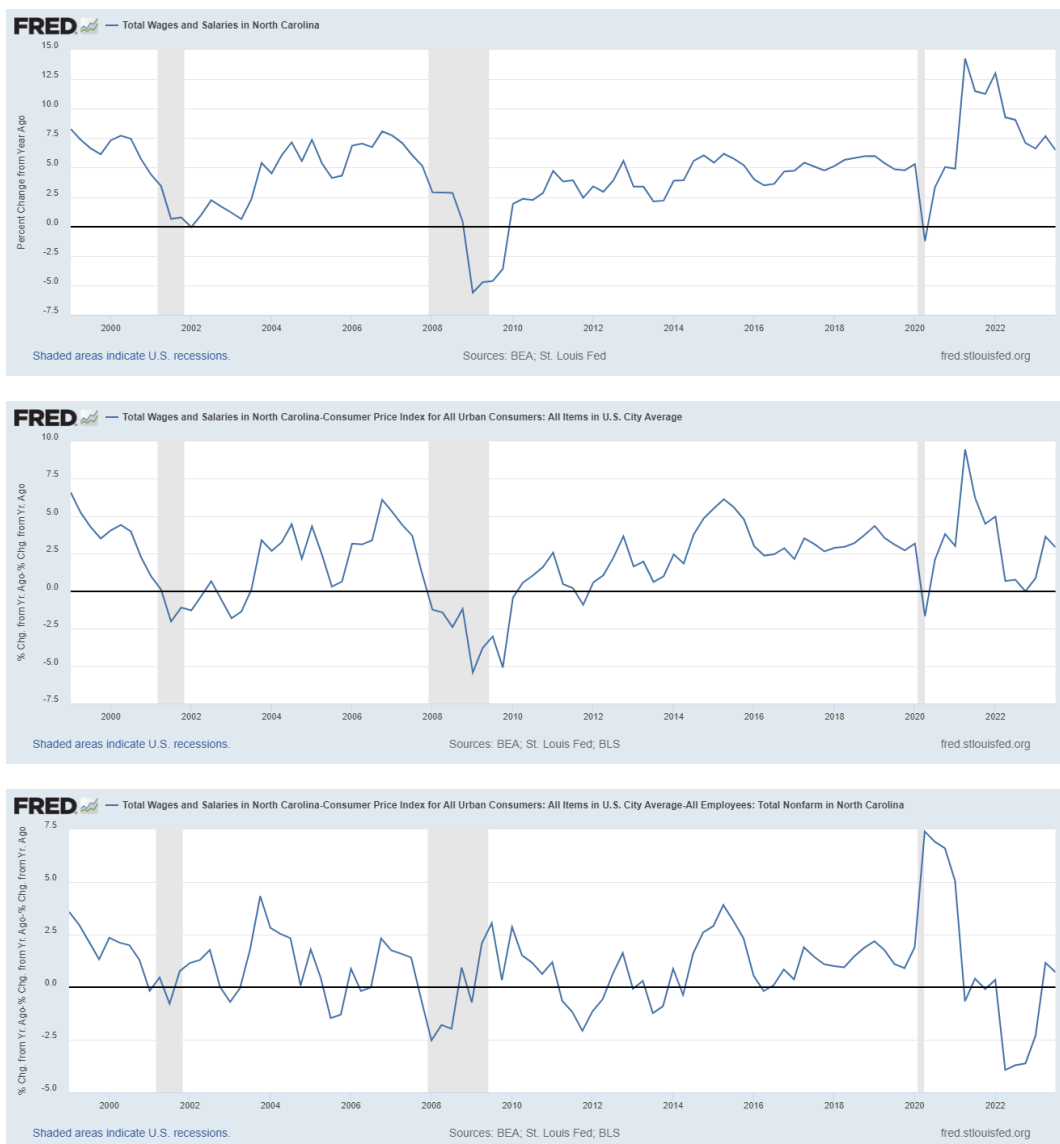 FRED — Total Wages and Salaries in North Carolina
Percent Change from Year Ago
15.0
12.5
10.0
7.5
5.0
2.5
0.0
-2.5
-5.0
-7.5
2000 2002 2004 2006 2008 2010 2012 2014 2016 2018 2020 2022
Shaded areas indicate U.S. recessions. Sources: BEA; St. Louis Fed fred.stlouisfed.org
FRED — Total Wages and Salaries in North Carolina-Consumer Price Index for All Urban Consumers: All Items in U.S. City Average
% Chg. from Yr. Ago-% Chg. from Yr. Ago
10.0
7.5
5.0
2.5
0.0
-2.5
-5.0
-7.5
2000 2002 2004 2006 2008 2010 2012 2014 2016 2018 2020 2022
Shaded areas indicate U.S. recessions. Sources: BEA; St. Louis Fed; BLS fred.stlouisfed.org
FRED — Total Wages and Salaries in North Carolina-Consumer Price Index for All Urban Consumers: All Items in U.S. City Average-All Employees: Total Nonfarm in North Carolina
% Chg. from Yr. Ago-% Chg. from Yr. Ago-% Chg. from Yr. Ago
7.5
5.0
2.5
0.0
-2.5
-5.0
2000 2002 2004 2006 2008 2010 2012 2014 2016 2018 2020 2022
Shaded areas indicate U.S. recessions. Sources: BEA; St. Louis Fed; BLS fred.stlouisfed.org